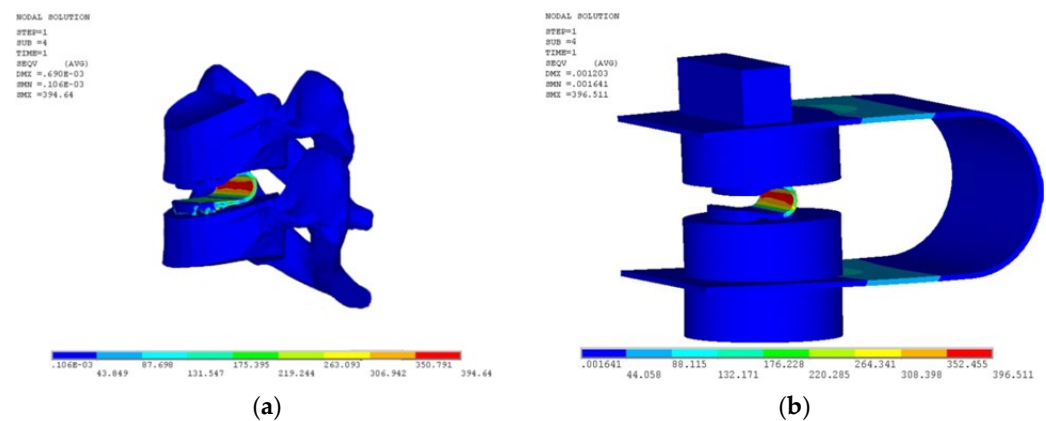 NODAL SOLUTION
STEP=1
SUB =4
TIME=1
SEQV (AVG)
DMX =.690E-03
SMN =.106E-03
SMX =394.64
.106E-03 87.698 175.395 263.093 350.791
43.849 131.547 219.244 306.942 394.64
(a)
NODAL SOLUTION
STEP=1
SUB =4
TIME=1
SEQV (AVG)
DMX =.001203
SMN =.001641
SMX =396.511
.001641 88.115 176.228 264.341 352.455
44.058 132.171 220.285 308.398 396.511
(b)